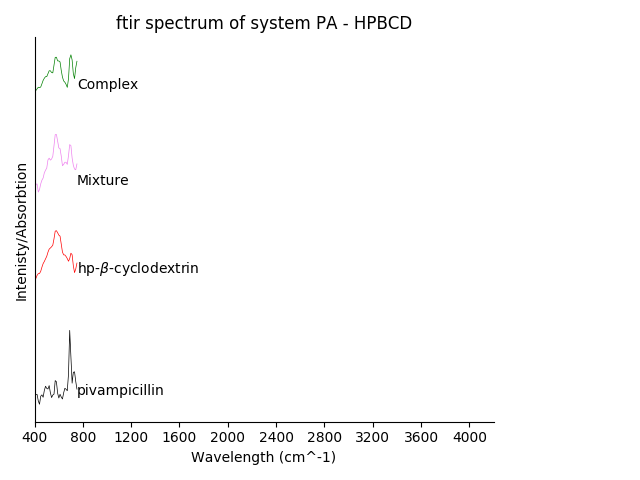 ftir spectrum of system PA - HPBCD
Complex
Mixture
hp-β-cyclodextrin
pivampicillin
Intenisty/Absorbtion
400 800 1200 1600 2000 2400 2800 3200 3600 4000
Wavelength (cm^-1)